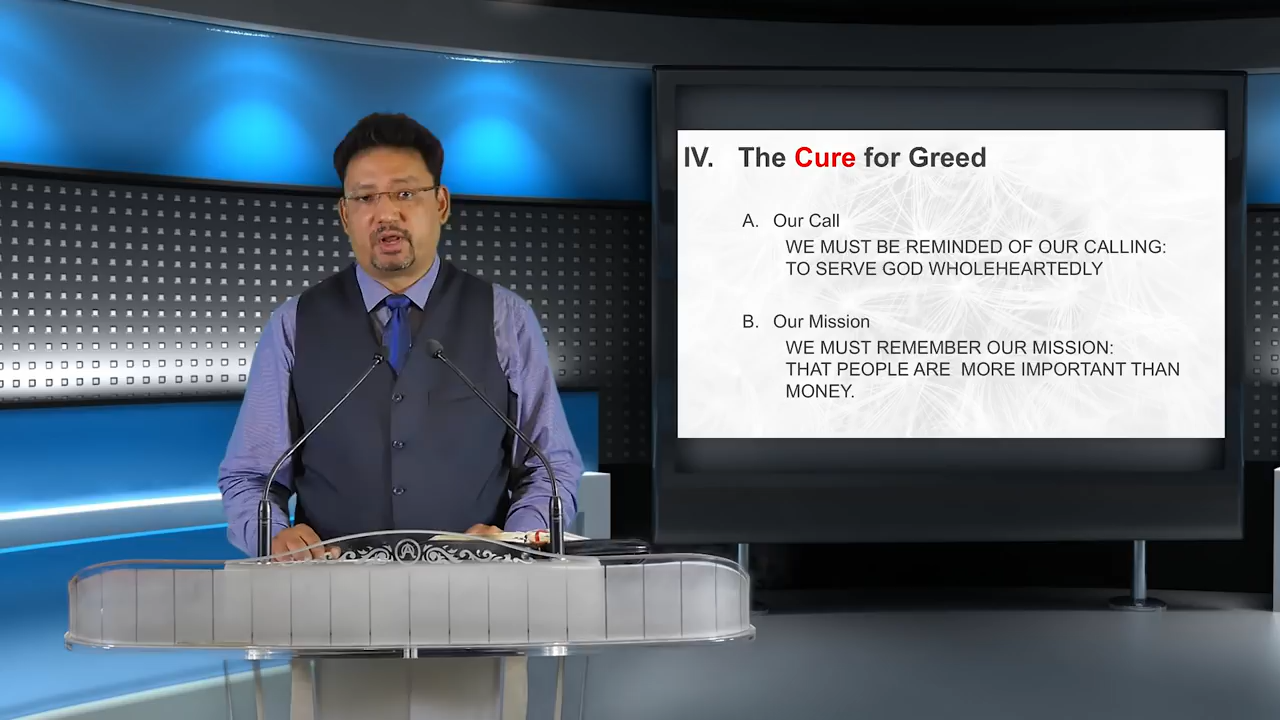 IV. The Cure for Greed
A. Our Call
WE MUST BE REMINDED OF OUR CALLING:
TO SERVE GOD WHOLEHEARTEDLY
B. Our Mission
WE MUST REMEMBER OUR MISSION:
THAT PEOPLE ARE MORE IMPORTANT THAN
MONEY.